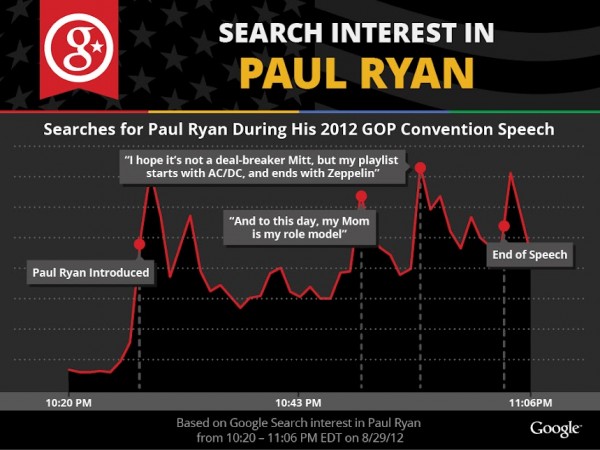 g
SEARCH INTEREST IN
PAUL RYAN
Searches for Paul Ryan During His 2012 GOP Convention Speech
“I hope it’s not a deal-breaker Mitt, but my playlist
starts with AC/DC, and ends with Zeppelin”
“And to this day, my Mom
is my role model”
End of Speech
Paul Ryan Introduced
10:20 PM
10:43 PM
11:06PM
Based on Google Search interest in Paul Ryan
from 10:20 – 11:06 PM EDT on 8/29/12
Google